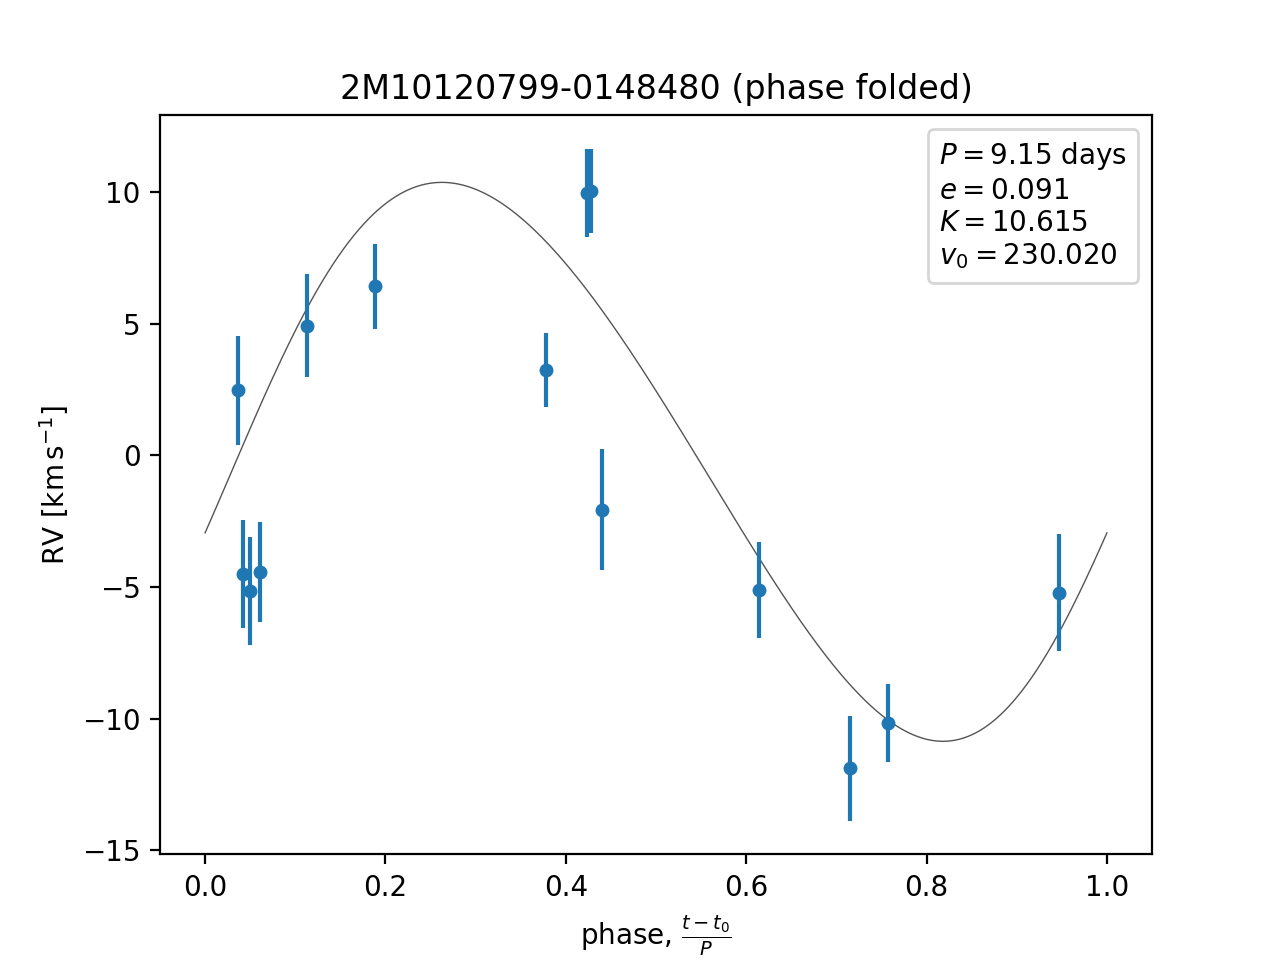 2M10120799-0148480 (phase folded)
P = 9.15 days
e = 0.091
K = 10.615
v₀ = 230.020
RV [km s⁻¹]
10
5
0
−5
−10
−15
0.0 0.2 0.4 0.6 0.8 1.0
phase, (t − t₀)/P